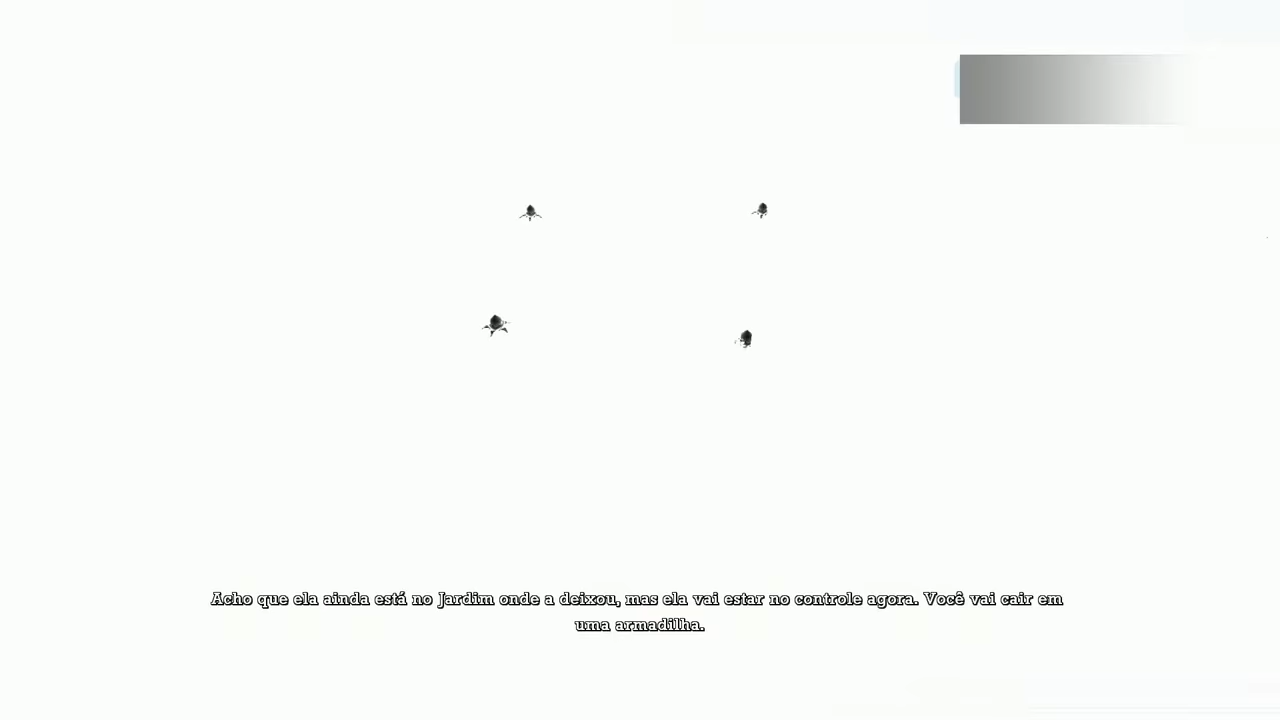 Acho que ela ainda está no Jardim onde a deixou, mas ela vai estar no controle agora. Você vai cair em
uma armadilha.